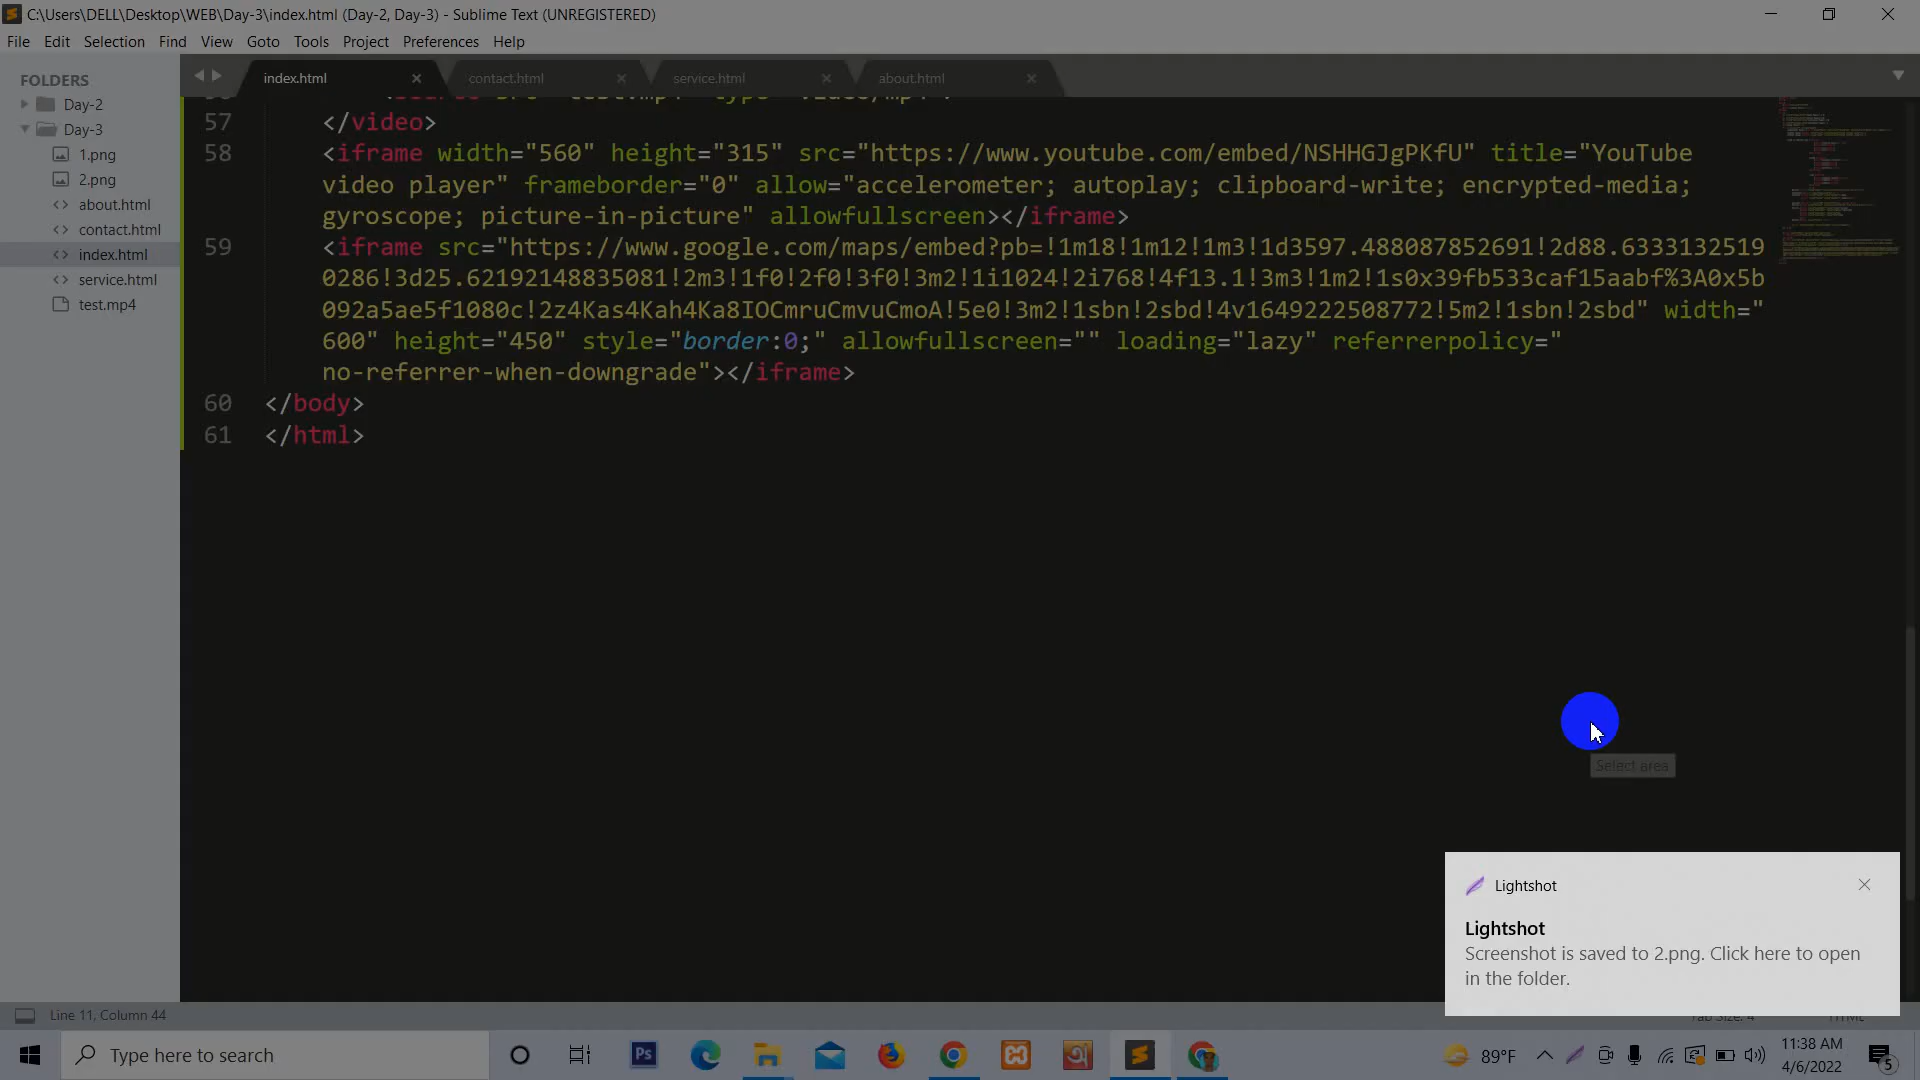 C:\Users\DELL\Desktop\WEB\Day-3\index.html (Day-2, Day-3) - Sublime Text (UNREGISTERED)
File Edit Selection Find View Goto Tools Project Preferences Help
FOLDERS
Day-2
Day-3
1.png
2.png
about.html
contact.html
index.html
service.html
test.mp4
index.html contact.html service.html about.html
57 </video>
58 <iframe width="560" height="315" src="https://www.youtube.com/embed/NSHHGJgPKfU" title="YouTube
video player" frameborder="0" allow="accelerometer; autoplay; clipboard-write; encrypted-media;
gyroscope; picture-in-picture" allowfullscreen></iframe>
59 <iframe src="https://www.google.com/maps/embed?pb=!1m18!1m12!1m3!1d3597.488087852691!2d88.6333132519
0286!3d25.62192148835081!2m3!1f0!2f0!3f0!3m2!1i1024!2i768!4f13.1!3m3!1m2!1s0x39fb533caf15aabf%3A0x5b
092a5ae5f1080c!2z4Kas4Kah4Ka8IOCmruCmvuCmoA!5e0!3m2!1sbn!2sbd!4v1649222508772!5m2!1sbn!2sbd" width="
600" height="450" style="border:0;" allowfullscreen="" loading="lazy" referrerpolicy="
no-referrer-when-downgrade"></iframe>
60 </body>
61 </html>
Select area
Lightshot
Lightshot
Screenshot is saved to 2.png. Click here to open
in the folder.
Line 11, Column 44
Type here to search
Ps
89°F
11:38 AM
4/6/2022
5